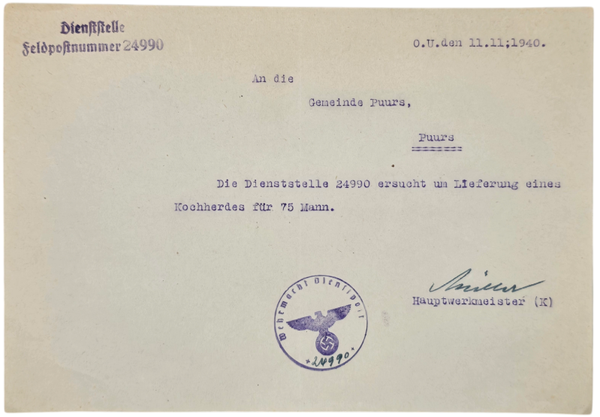 Dienststelle
Feldpostnummer 24990
O.U.den 11.11;1940.
An die
Gemeinde Puurs,
Puurs
Die Dienststelle 24990 ersucht um Lieferung eines
Kochherdes für 75 Mann.
Müller
Hauptwerkmeister (K)
Wehrmacht Dienstpost
*24990*